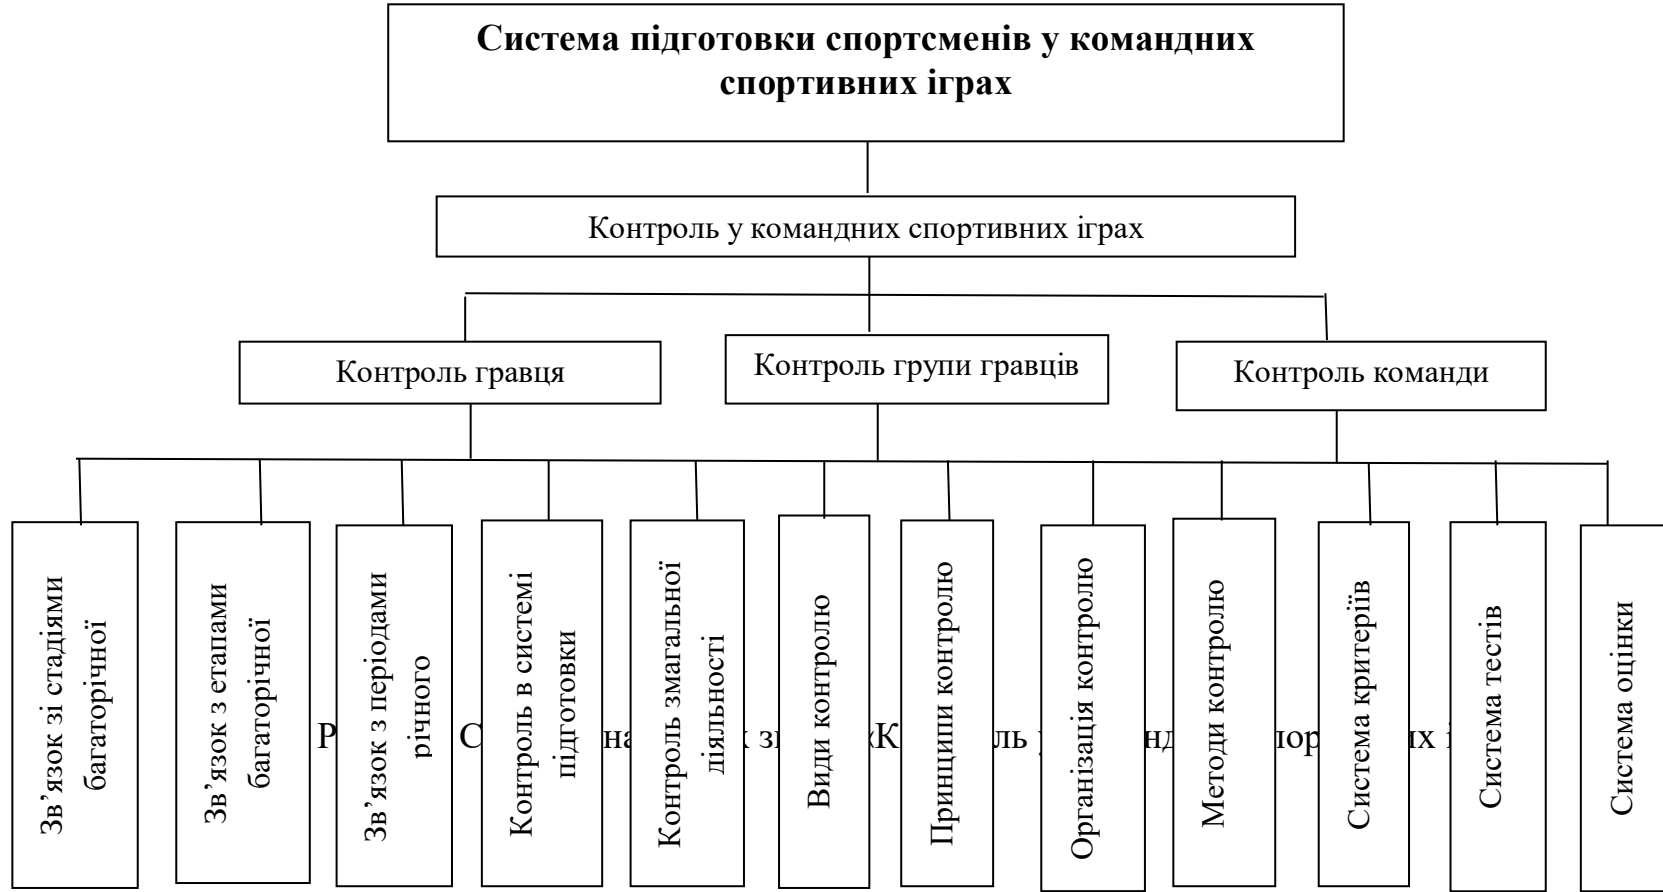 Система підготовки спортсменів у командних
спортивних іграх
Контроль у командних спортивних іграх
Контроль гравця
Контроль групи гравців
Контроль команди
Зв’язок зі стадіями
багаторічної
Зв’язок з етапами
багаторічної
Зв’язок з періодами
річного
Контроль в системі
підготовки
Контроль змагальної
діяльності
Види контролю
Принципи контролю
Організація контролю
Методи контролю
Система критеріїв
Система тестів
Система оцінки